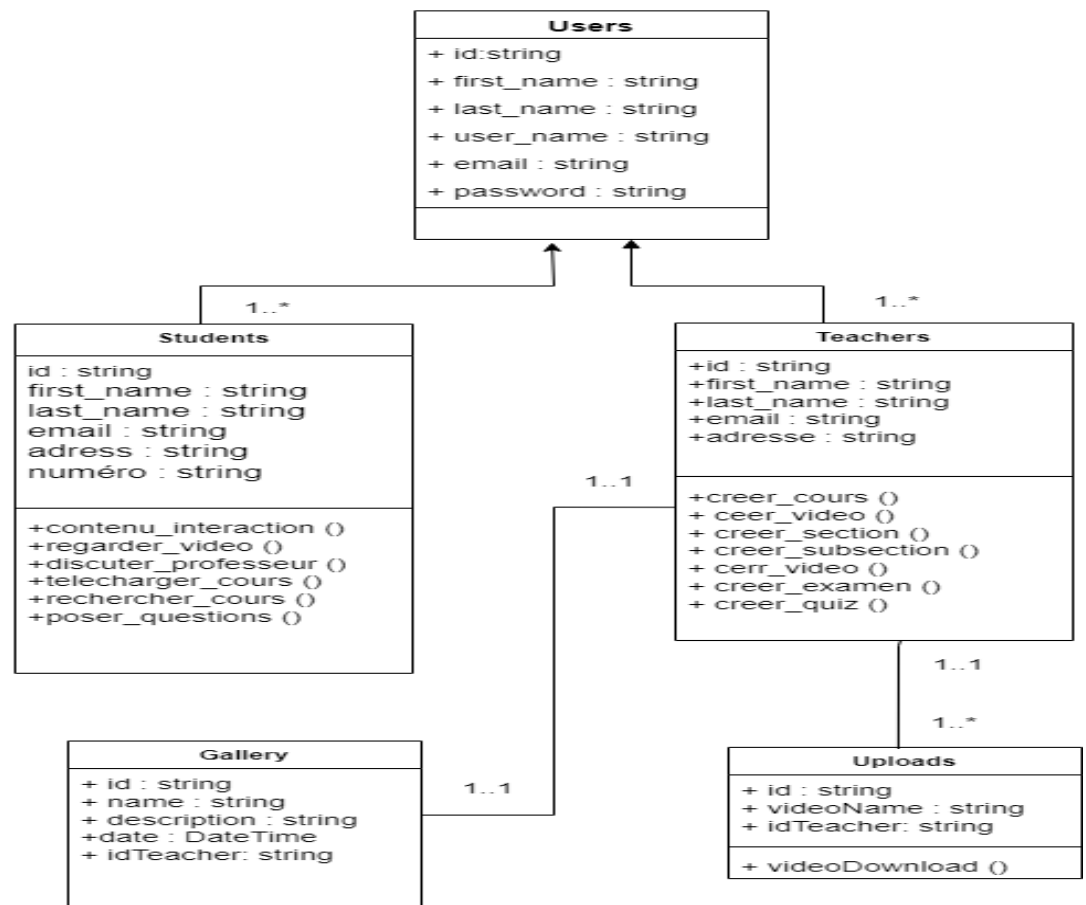 Users
+ id:string
+ first_name : string
+ last_name : string
+ user_name : string
+ email : string
+ password : string
1..*
1..*
Students
id : string
first_name : string
last_name : string
email : string
adress : string
numéro : string
+contenu_interaction ()
+regarder_video ()
+discuter_professeur ()
+telecharger_cours ()
+rechercher_cours ()
+poser_questions ()
Teachers
+id : string
+first_name : string
+last_name : string
+email : string
+adresse : string
+creer_cours ()
+ ceer_video ()
+ creer_section ()
+ creer_subsection ()
+ cerr_video ()
+ creer_examen ()
+ creer_quiz ()
1..1
1..1
1..*
Gallery
+ id : string
+ name : string
+ description : string
+date : DateTime
+ idTeacher: string
1..1
Uploads
+ id : string
+ videoName : string
+ idTeacher: string
+ videoDownload ()